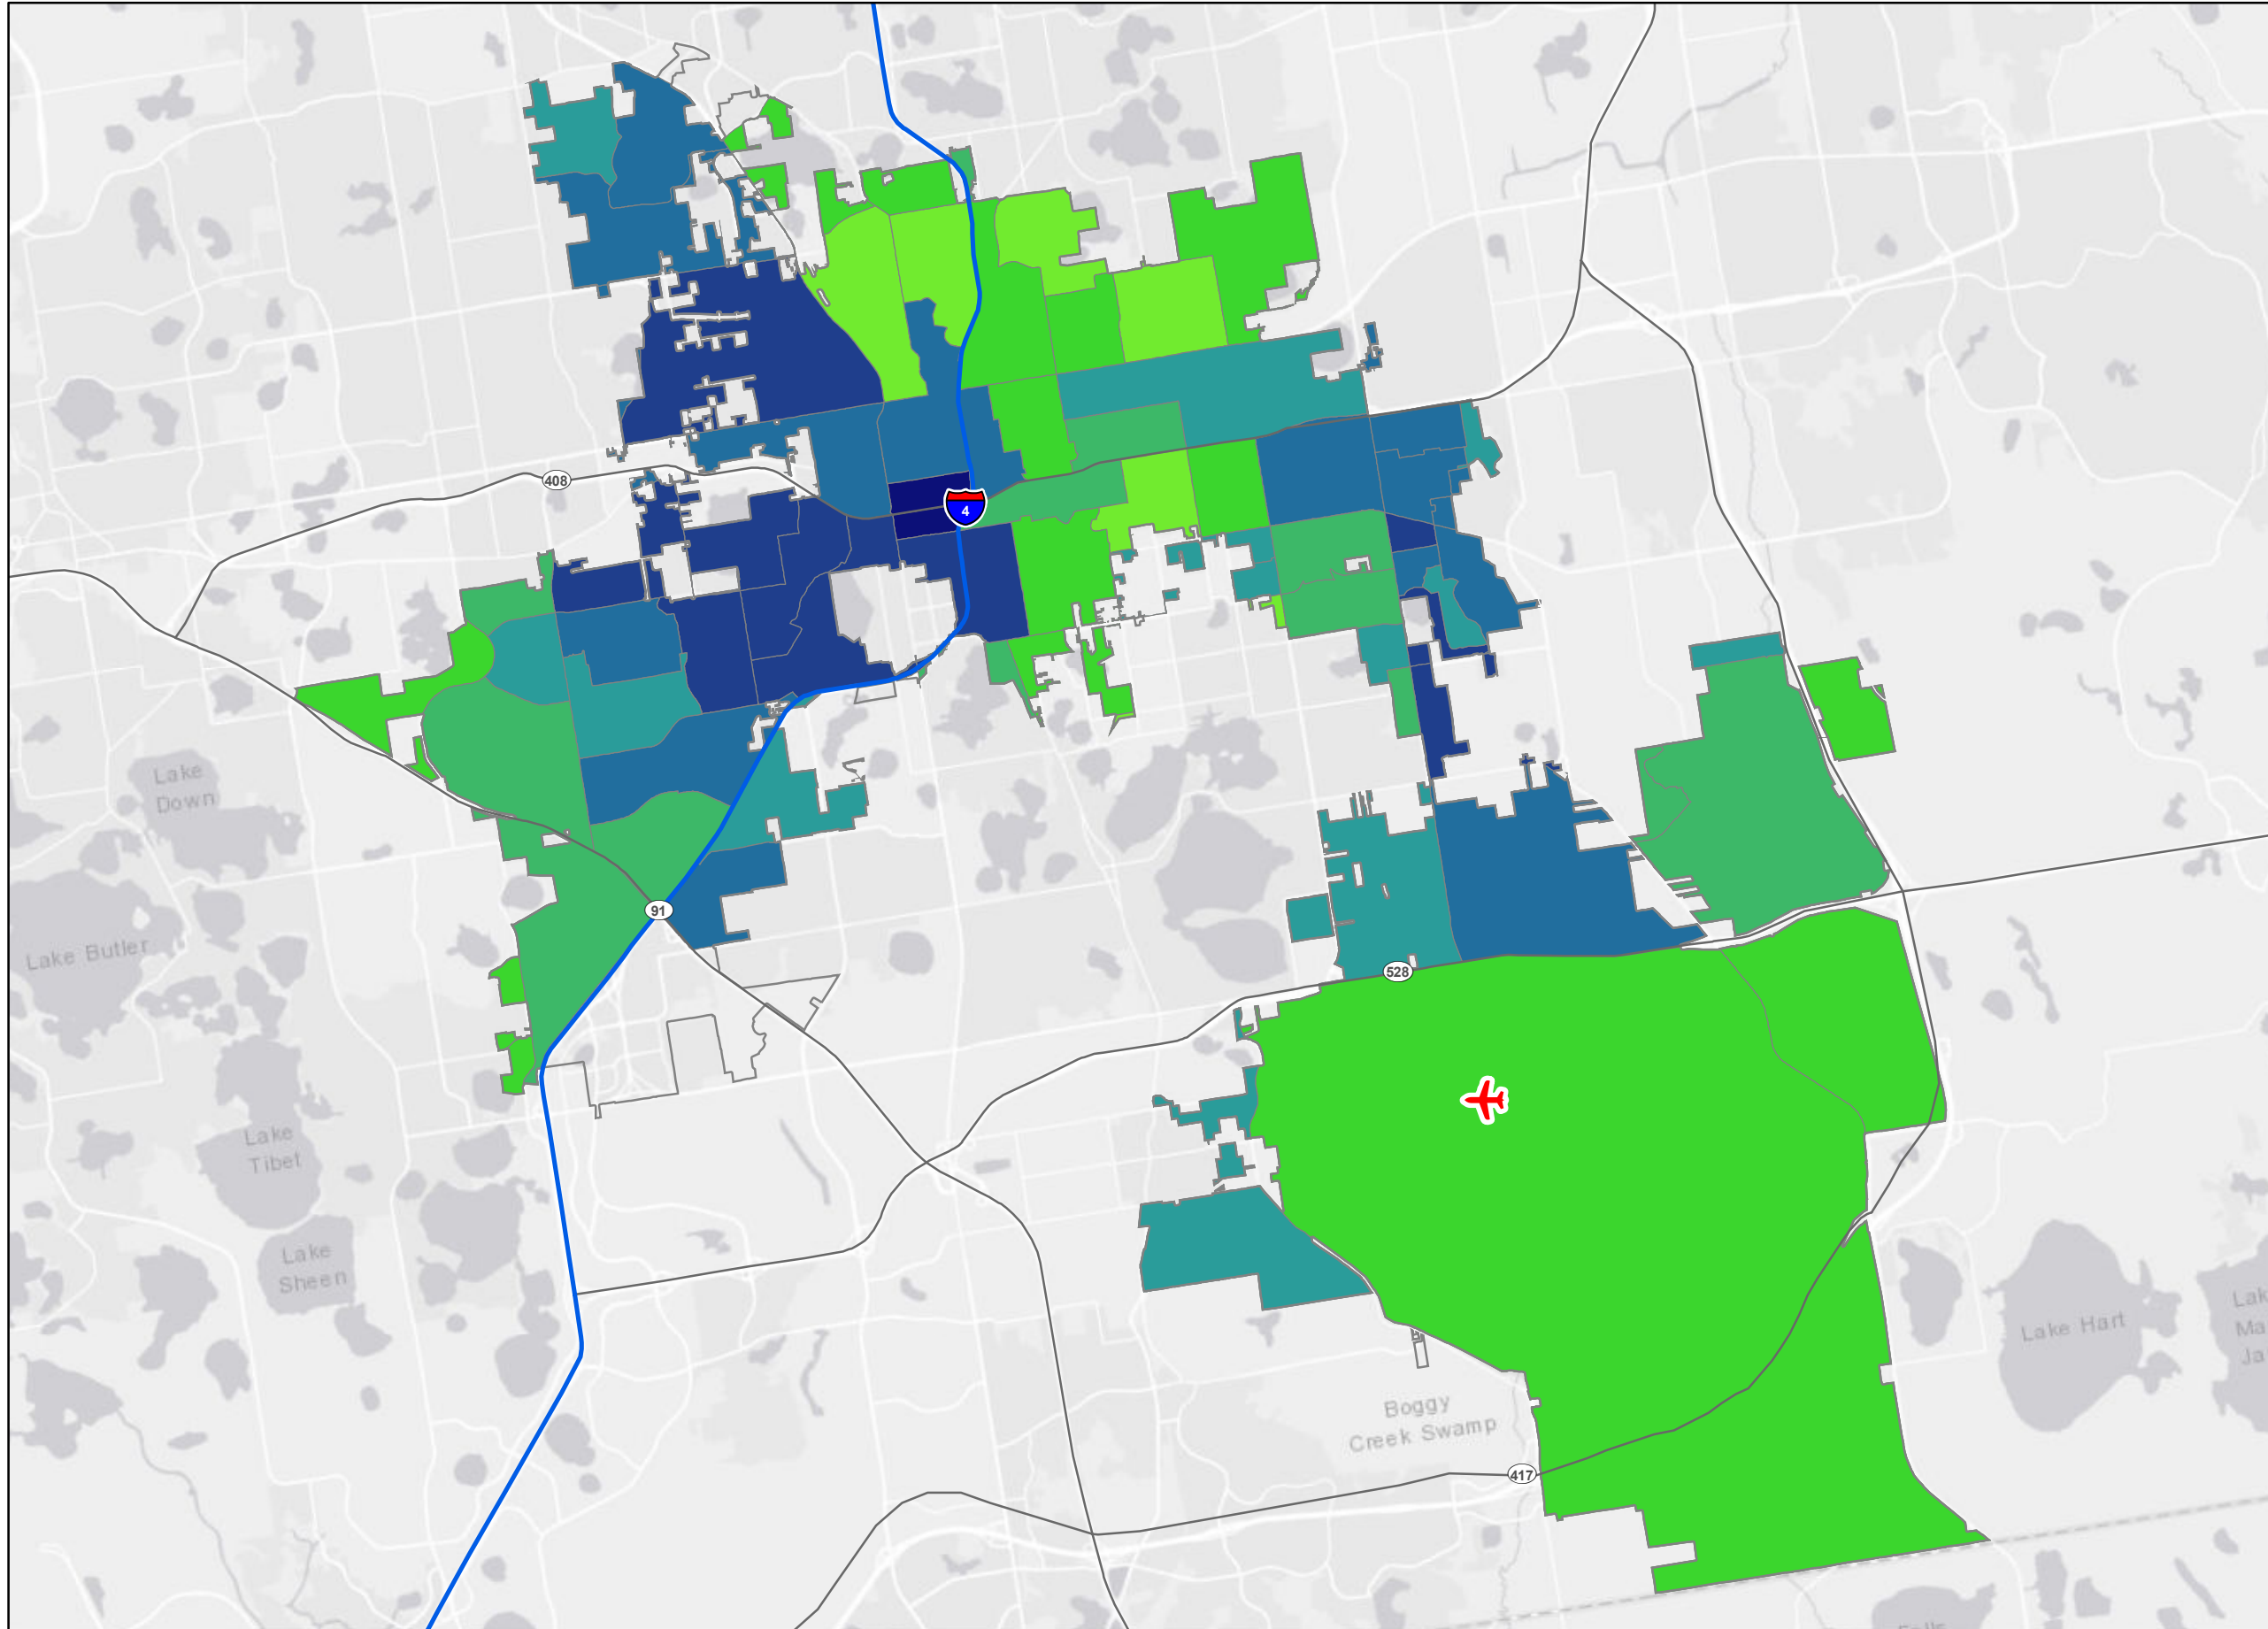 408
4
Lake
Down
91
Lake Butler
528
Lake
Tibet
Lake
Sheen
Lake Hart
Boggy
Creek Swamp
417